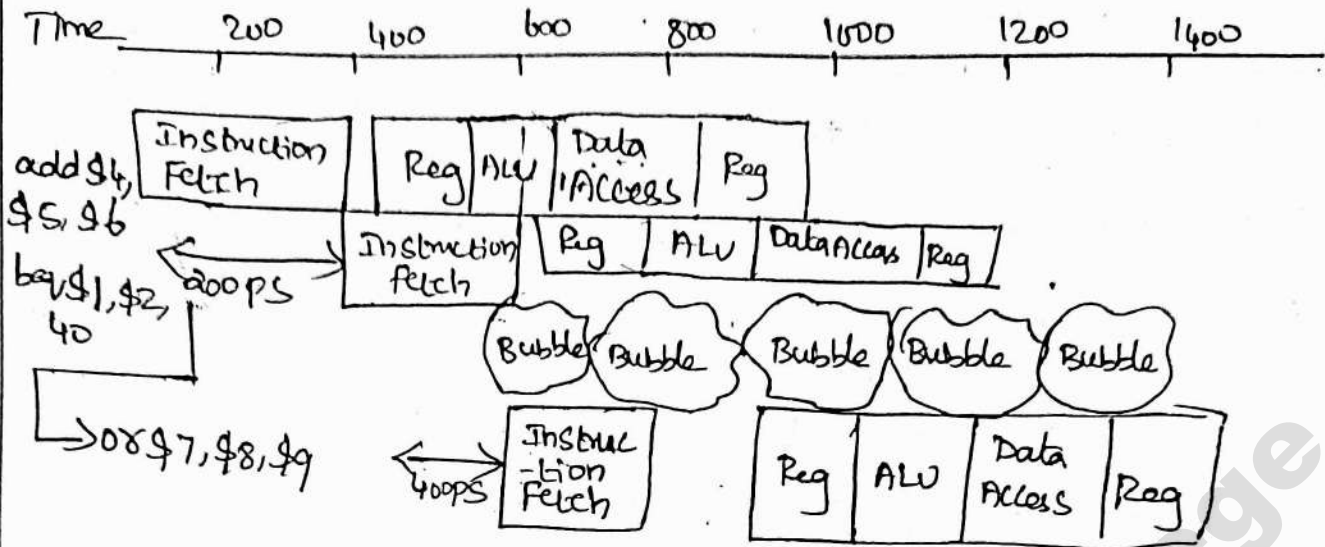 Time 200 400 600 800 1000 1200 1400
Instruction
Fetch
Reg ALU Data
Access Reg
add $4,
$5, $6
Instruction
Fetch
Reg ALU Data Access Reg
200 ps
beq $1, $2,
40
Bubble Bubble Bubble Bubble Bubble
or $7, $8, $9
400ps
Instruc
-tion
Fetch
Reg ALU Data
Access Reg